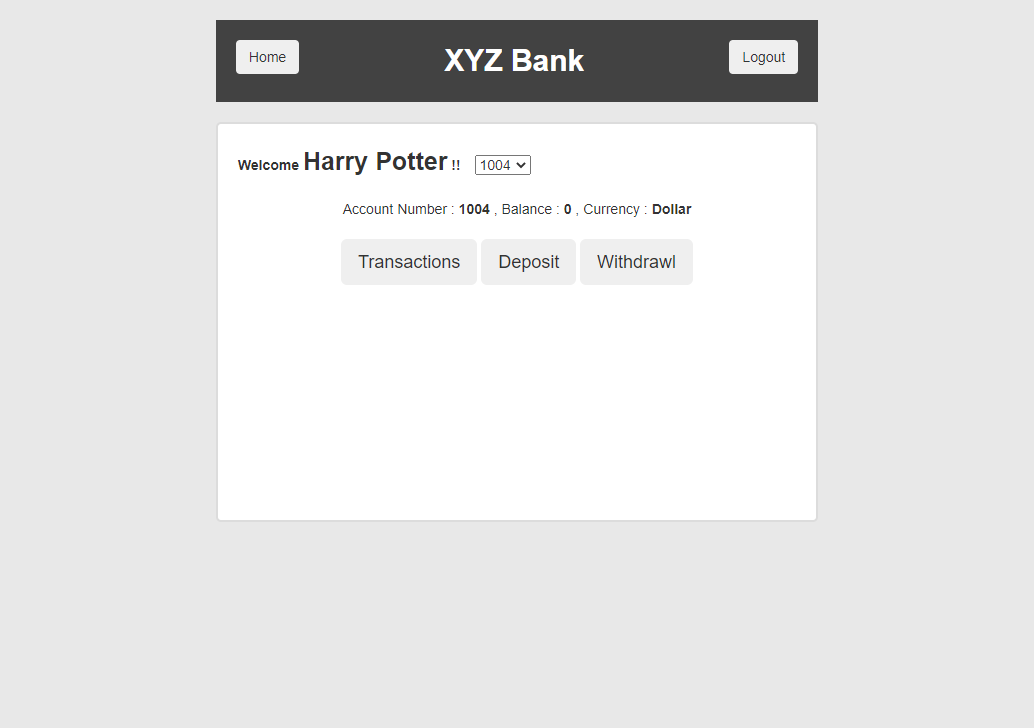 Home XYZ Bank Logout
Welcome Harry Potter !! 1004
Account Number : 1004 , Balance : 0 , Currency : Dollar
Transactions Deposit Withdrawl